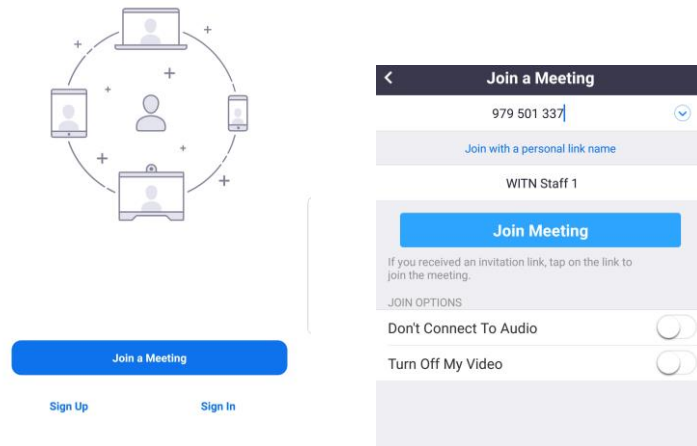 Join a Meeting
Sign Up Sign In
Join a Meeting
979 501 337
Join with a personal link name
WITN Staff 1
Join Meeting
If you received an invitation link, tap on the link to
join the meeting.
JOIN OPTIONS
Don't Connect To Audio
Turn Off My Video